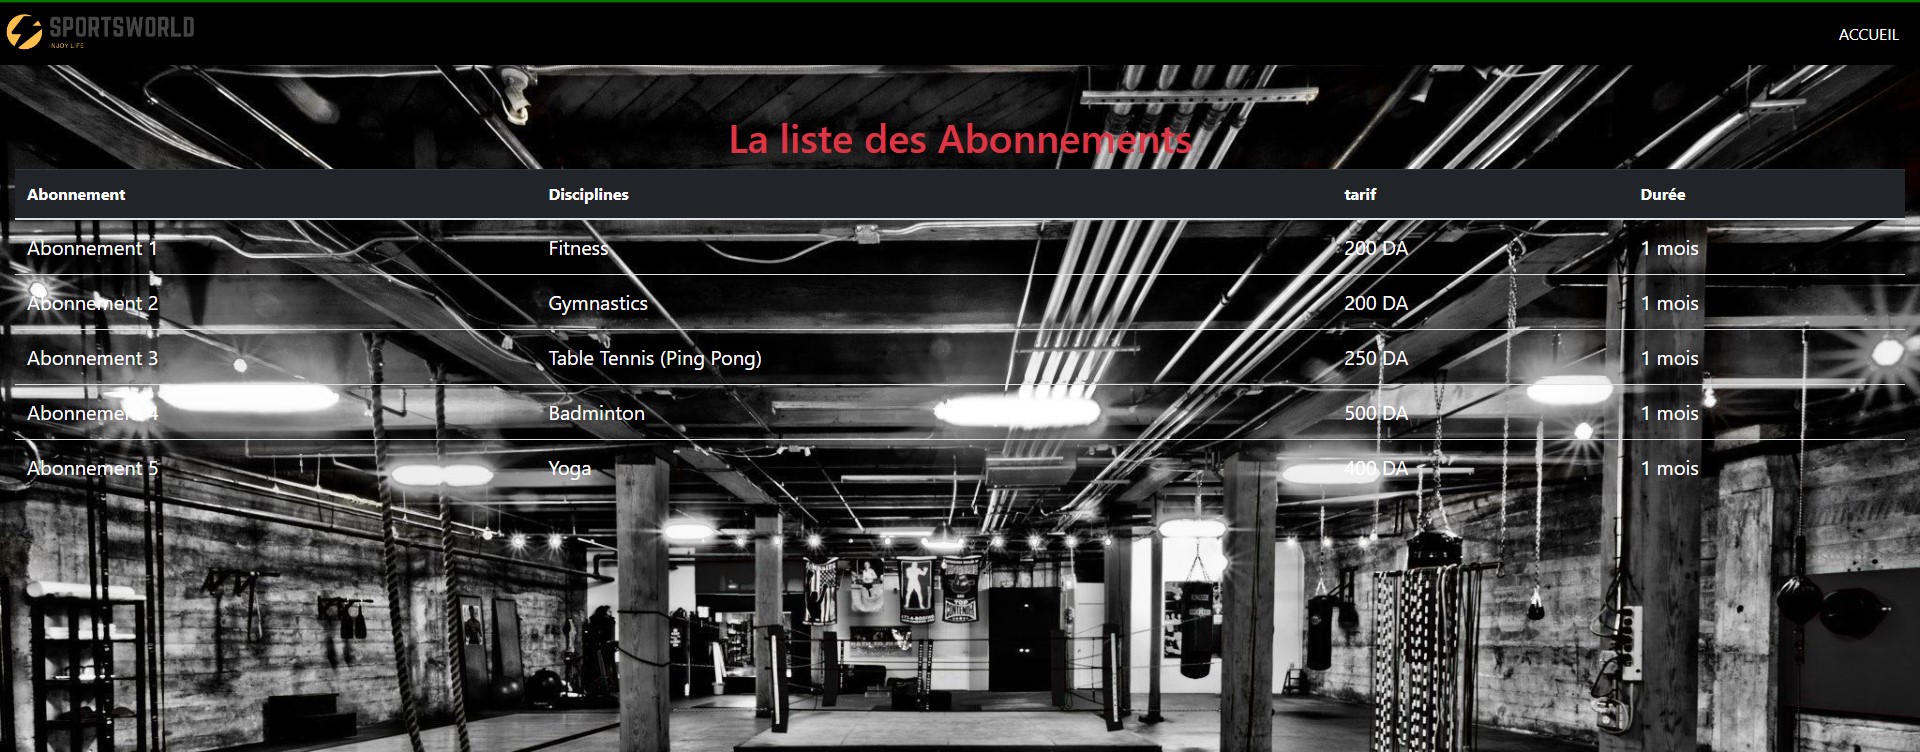 SPORTSWORLD
INJOY LIFE
ACCUEIL
La liste des Abonnements
Abonnement Disciplines tarif Durée
Abonnement 1 Fitness 200 DA 1 mois
Abonnement 2 Gymnastics 200 DA 1 mois
Abonnement 3 Table Tennis (Ping Pong) 250 DA 1 mois
Abonnement 4 Badminton 500 DA 1 mois
Abonnement 5 Yoga 400 DA 1 mois